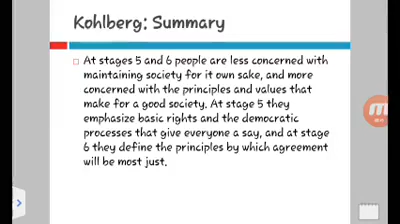 Kohlberg: Summary
At stages 5 and 6 people are less concerned with
maintaining society for it own sake, and more
concerned with the principles and values that
make for a good society. At stage 5 they
emphasize basic rights and the democratic
processes that give everyone a say, and at stage
6 they define the principles by which agreement
will be most just.